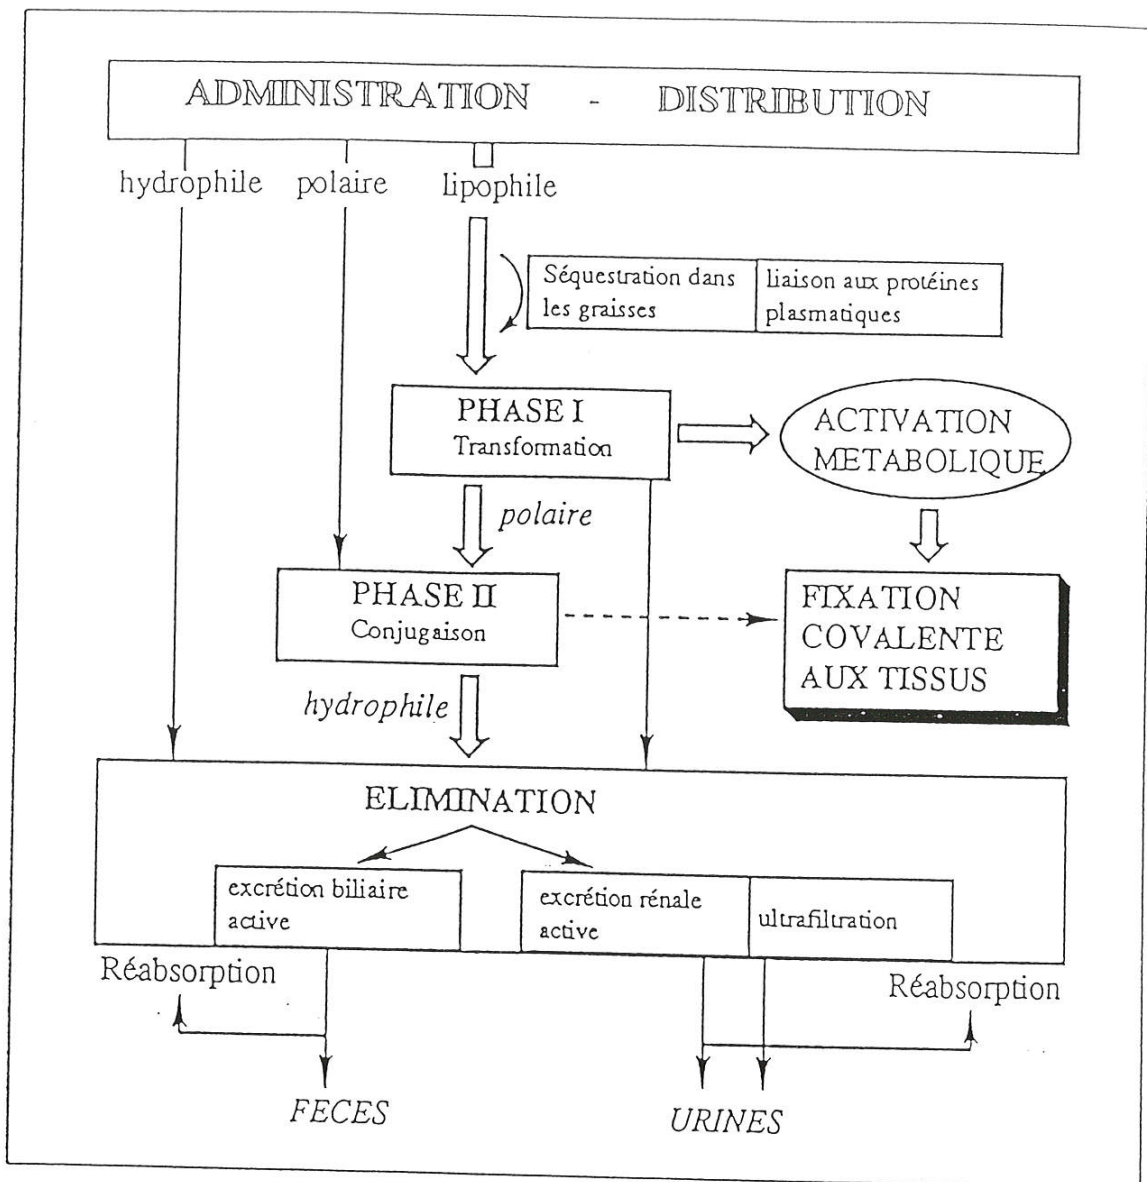 ADMINISTRATION - DISTRIBUTION
hydrophile polaire lipophile
Séquestration dans
les graisses
liaison aux protéines
plasmatiques
PHASE I
Transformation
ACTIVATION
METABOLIQUE
polaire
PHASE II
Conjugaison
FIXATION
COVALENTE
AUX TISSUS
hydrophile
ELIMINATION
excrétion biliaire
active
excrétion rénale
active
ultrafiltration
Réabsorption
Réabsorption
FECES
URINES